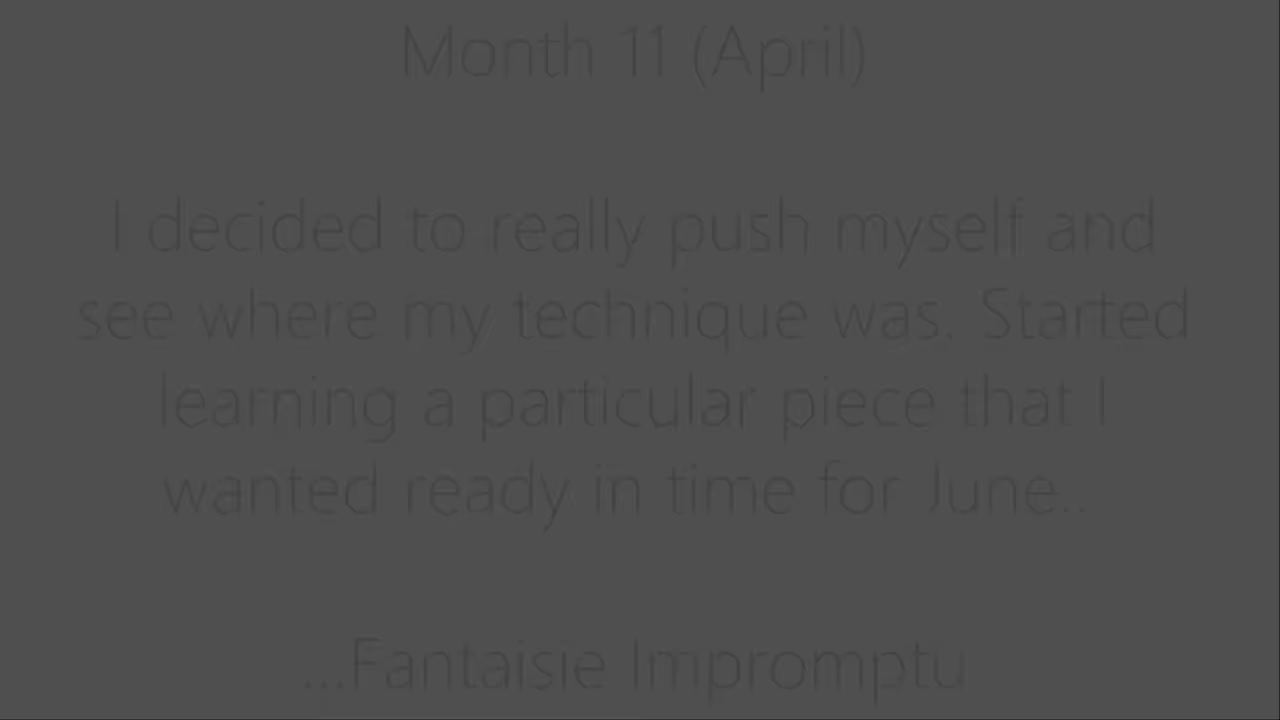 Month 11 (April)
I decided to really push myself and
see where my technique was. Started
learning a particular piece that I
wanted ready in time for June..
...Fantaisie Impromptu